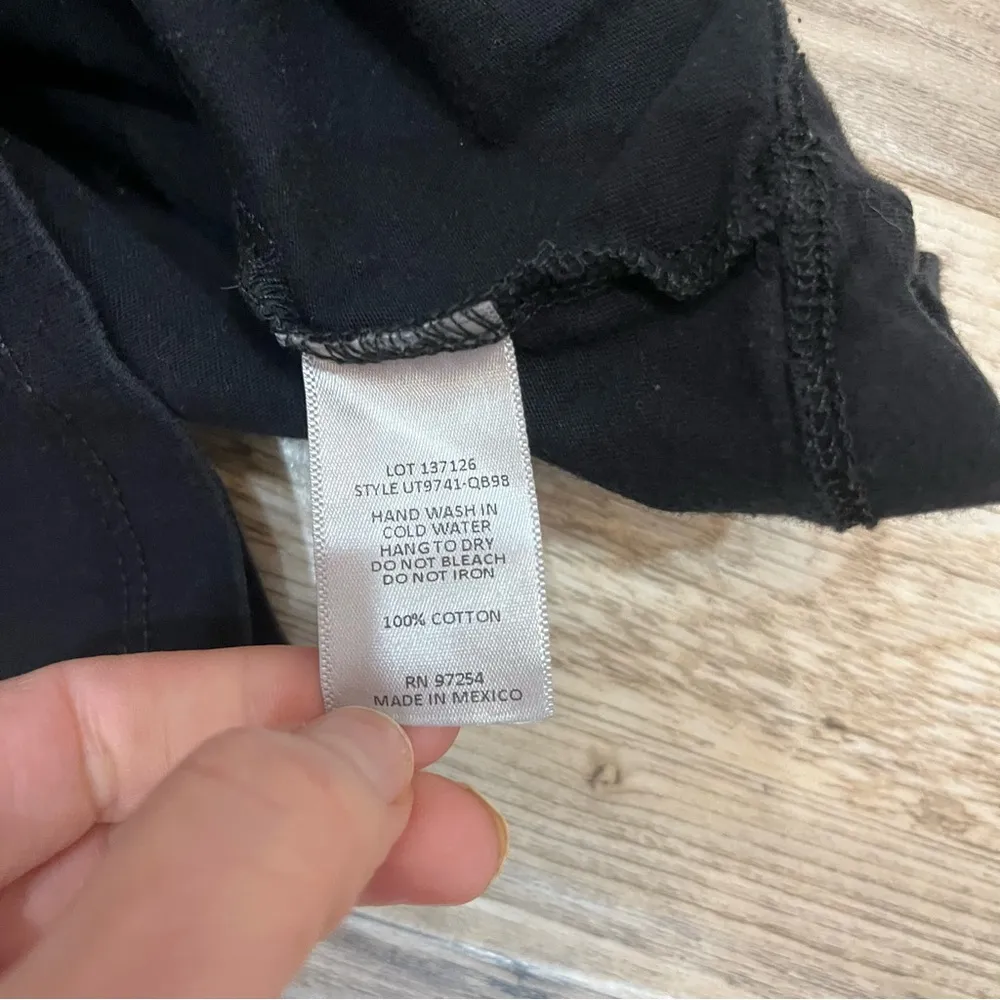 LOT 137126
STYLE UT9741-QB98
HAND WASH IN
COLD WATER
HANG TO DRY
DO NOT BLEACH
DO NOT IRON
100% COTTON
RN 97254
MADE IN MEXICO